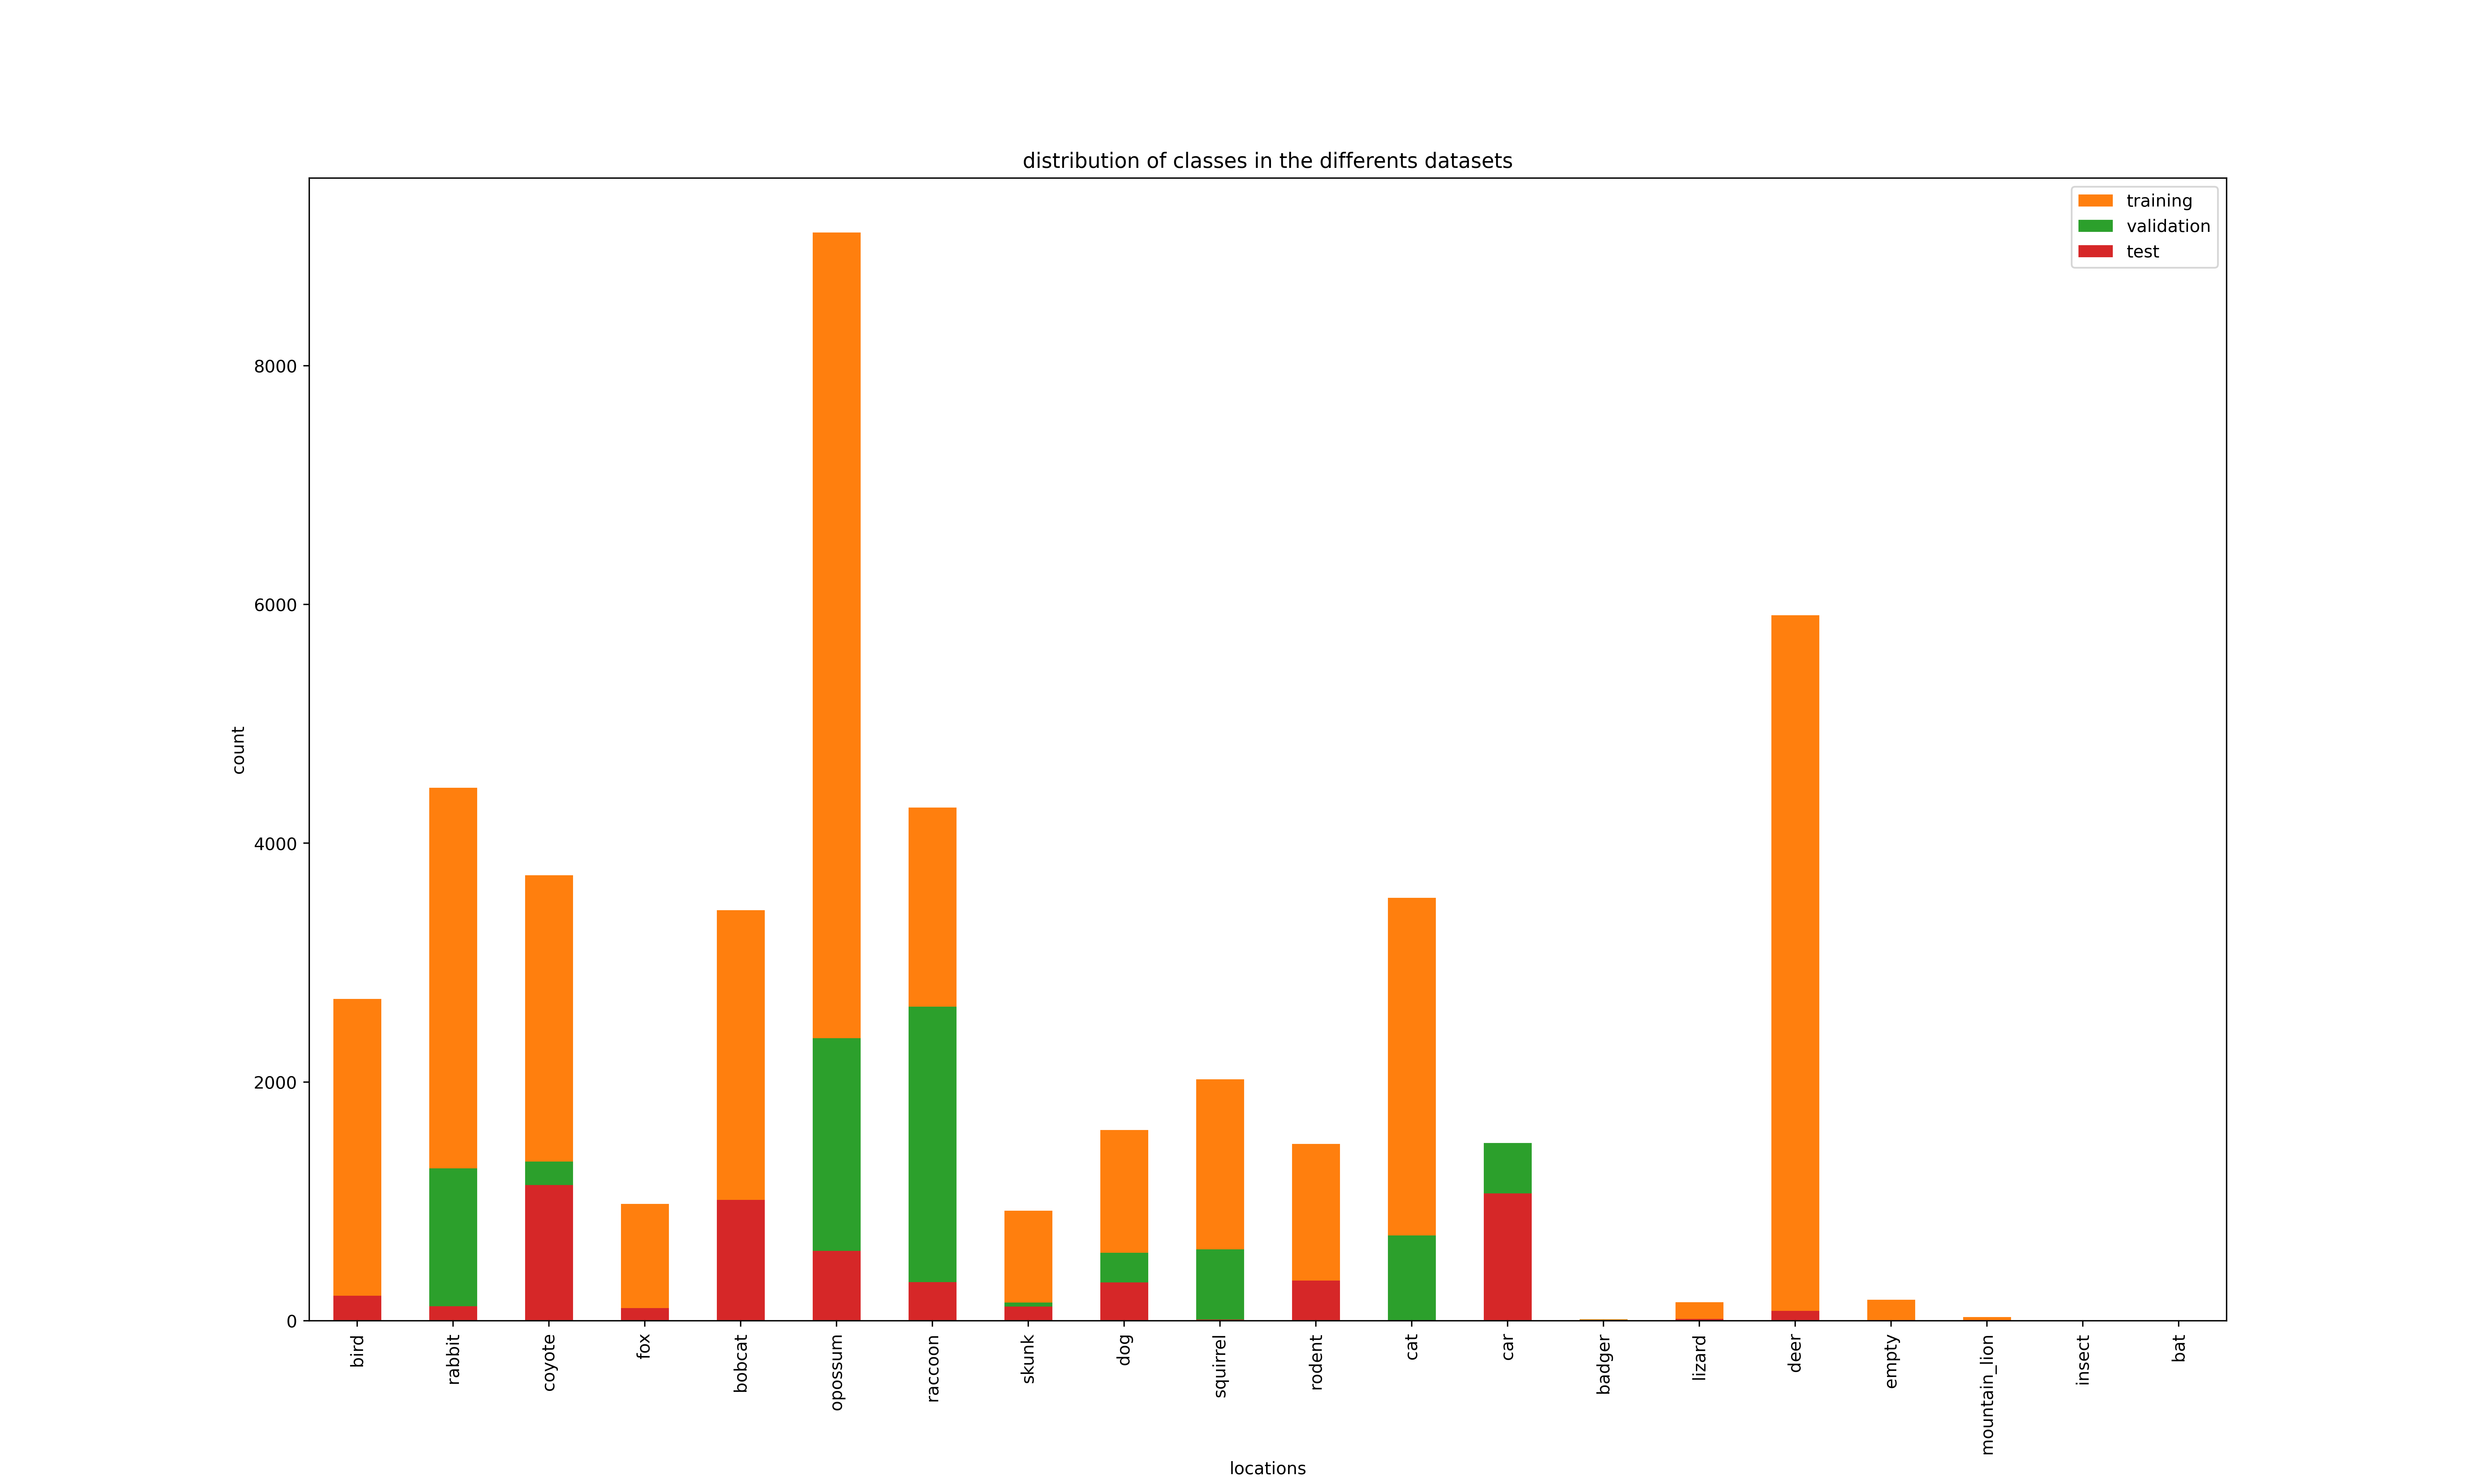 distribution of classes in the differents datasets
training
validation
test
count
8000
6000
4000
2000
0
bird
rabbit
coyote
fox
bobcat
opossum
raccoon
skunk
dog
squirrel
rodent
cat
car
badger
lizard
deer
empty
mountain_lion
insect
bat
locations